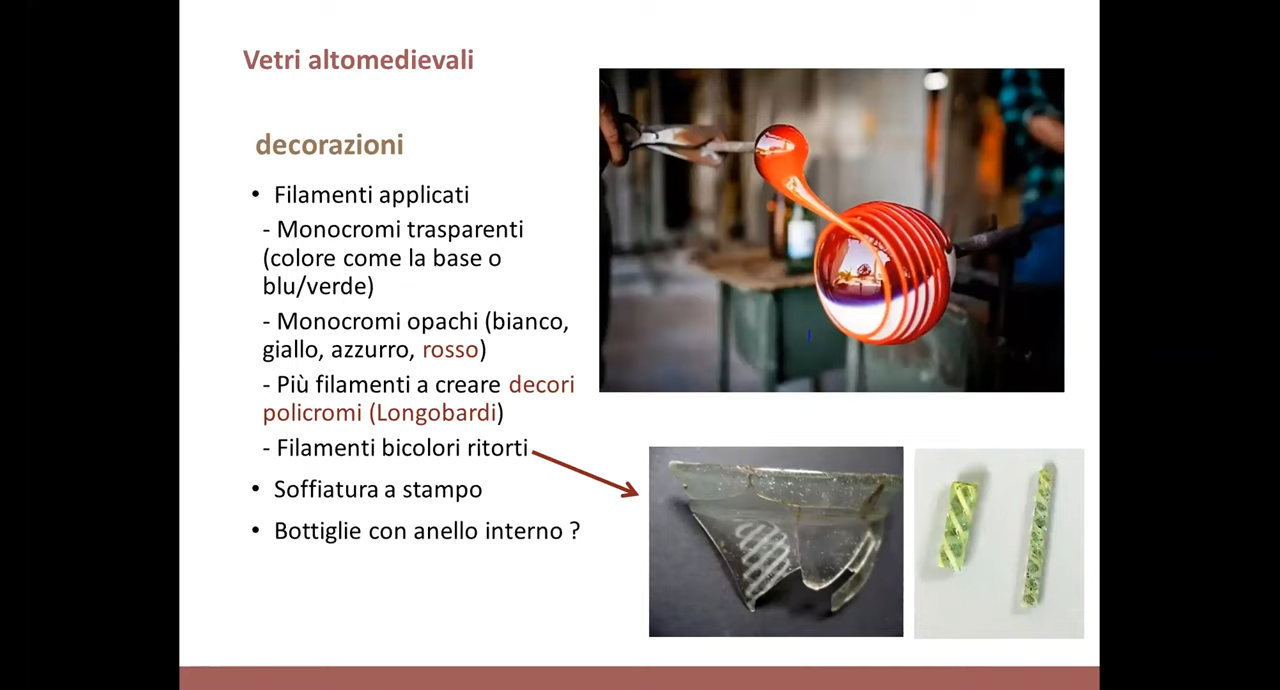 Vetri altomedievali
decorazioni
• Filamenti applicati
- Monocromi trasparenti
(colore come la base o
blu/verde)
- Monocromi opachi (bianco,
giallo, azzurro, rosso)
- Più filamenti a creare decori
policromi (Longobardi)
- Filamenti bicolori ritorti
• Soffiatura a stampo
• Bottiglie con anello interno ?